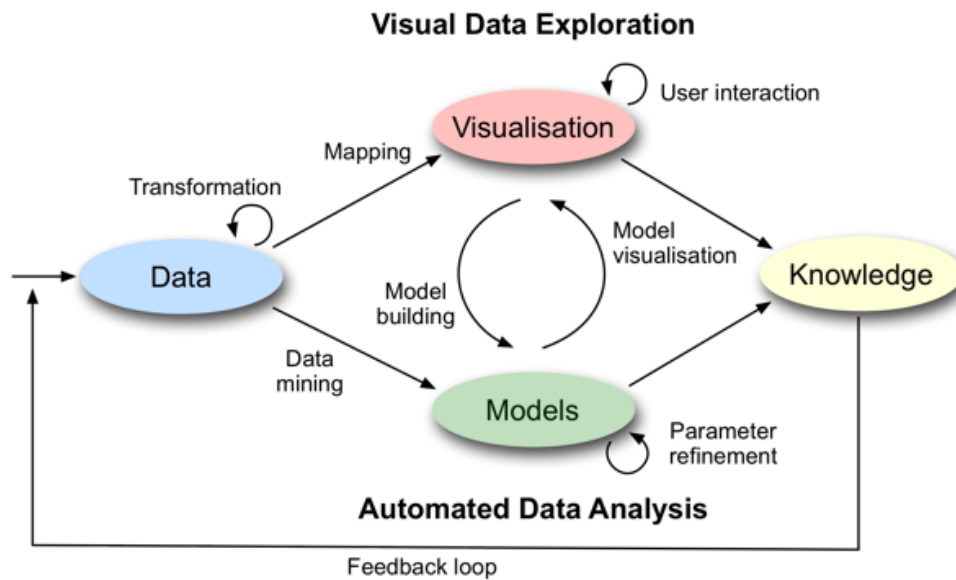 Visual Data Exploration
User interaction
Visualisation
Mapping
Transformation
Model
visualisation
Data
Knowledge
Model
building
Data
mining
Models
Parameter
refinement
Automated Data Analysis
Feedback loop